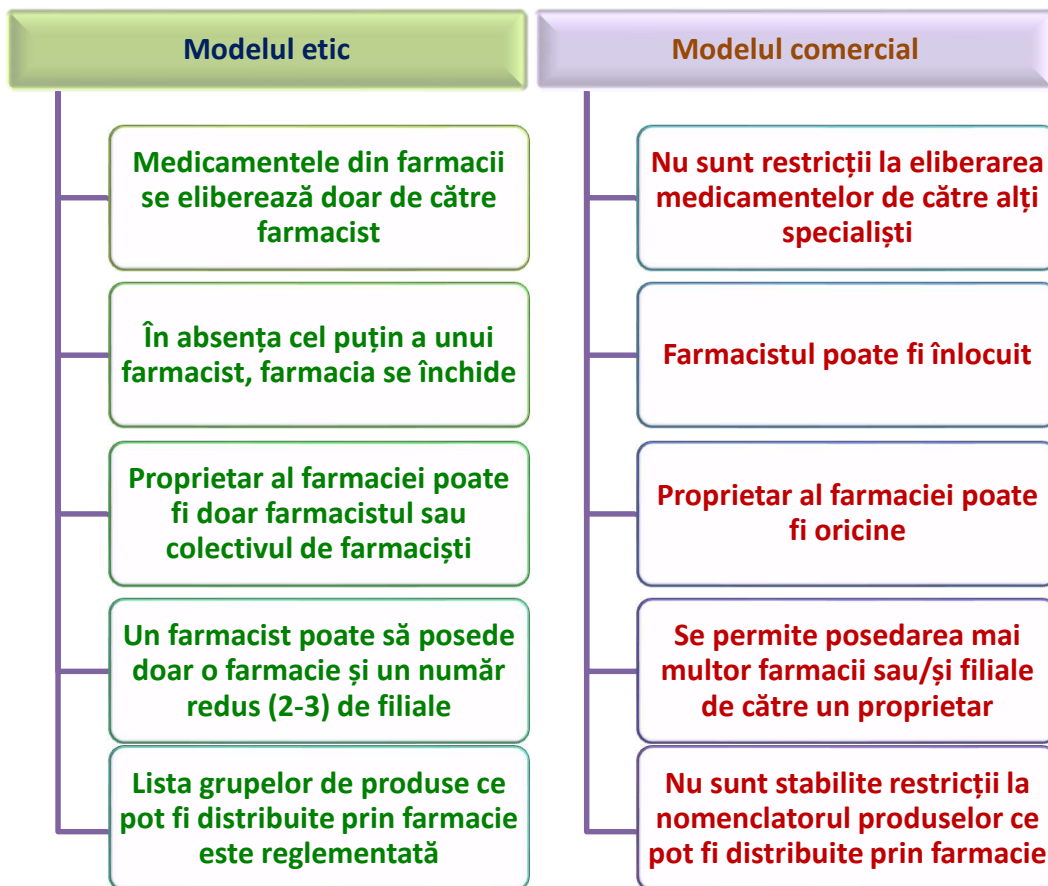 Modelul etic
Medicamentele din farmacii
se eliberează doar de către
farmacist
În absența cel puțin a unui
farmacist, farmacia se închide
Proprietar al farmaciei poate
fi doar farmacistul sau
colectivul de farmaciști
Un farmacist poate să posede
doar o farmacie și un număr
redus (2-3) de filiale
Lista grupelor de produse ce
pot fi distribuite prin farmacie
este reglementată
Modelul comercial
Nu sunt restricții la eliberarea
medicamentelor de către alți
specialiști
Farmacistul poate fi înlocuit
Proprietar al farmaciei poate
fi oricine
Se permite posedarea mai
multor farmacii sau/și filiale
de către un proprietar
Nu sunt stabilite restricții la
nomenclatorul produselor ce
pot fi distribuite prin farmacie